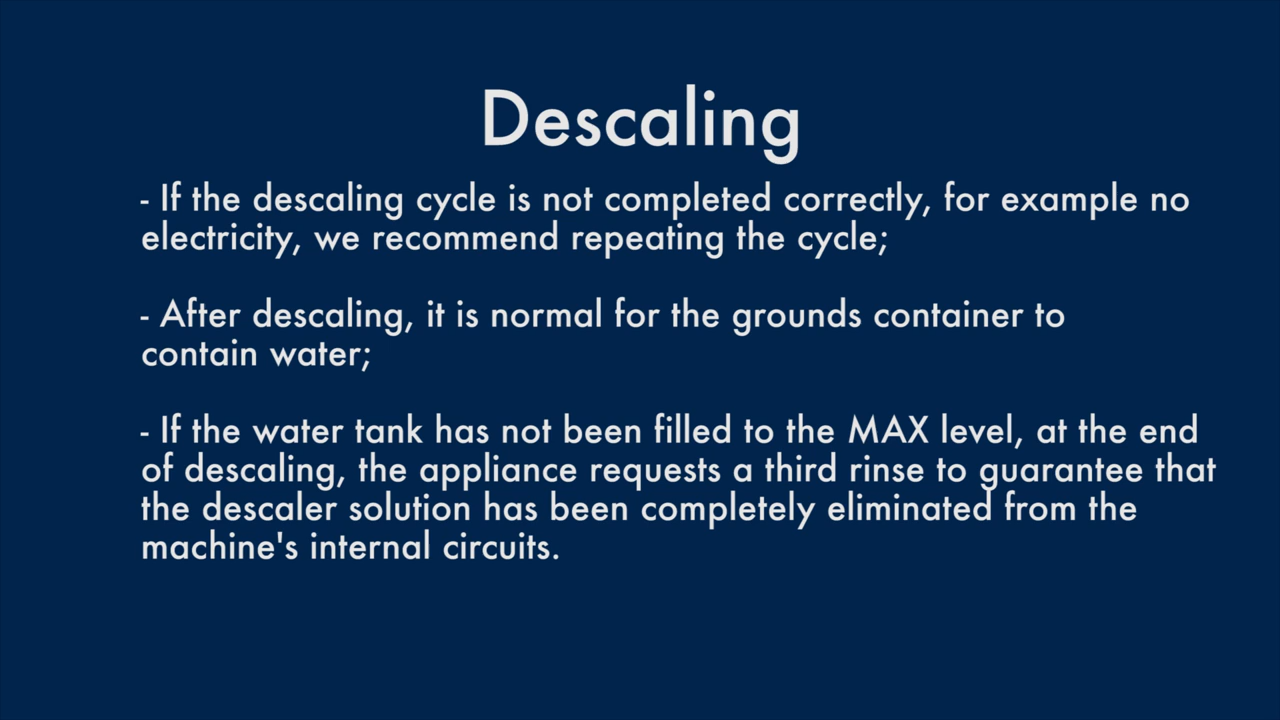 Descaling
- If the descaling cycle is not completed correctly, for example no
electricity, we recommend repeating the cycle;
- After descaling, it is normal for the grounds container to
contain water;
- If the water tank has not been filled to the MAX level, at the end
of descaling, the appliance requests a third rinse to guarantee that
the descaler solution has been completely eliminated from the
machine's internal circuits.